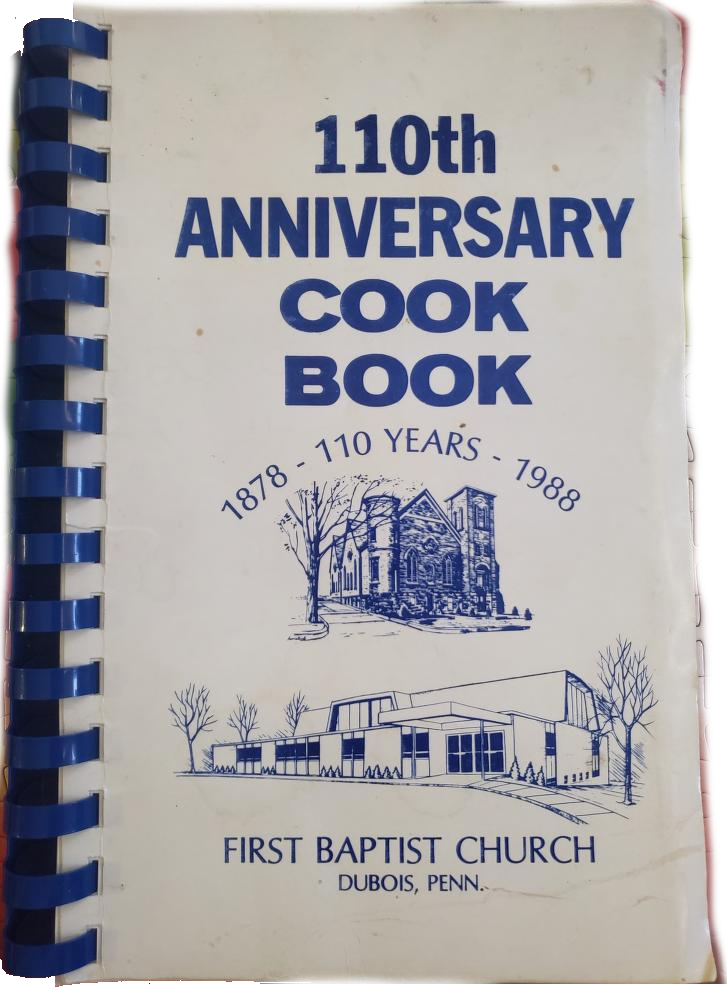 110th
ANNIVERSARY
COOK
BOOK
1878 - 110 YEARS - 1988
FIRST BAPTIST CHURCH
DUBOIS, PENN.